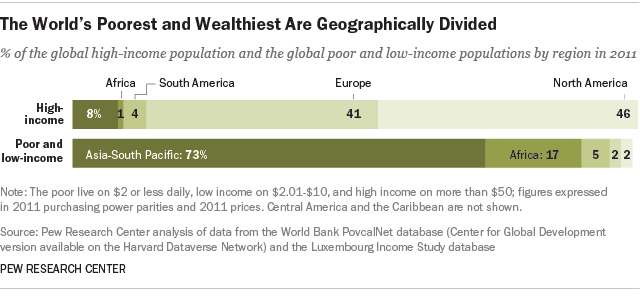 The World's Poorest and Wealthiest Are Geographically Divided
% of the global high-income population and the global poor and low-income populations by region in 2011
Africa South America Europe North America
High-income 8% 1 4 41 46
Poor and low-income Asia-South Pacific: 73% Africa: 17 5 2 2
Note: The poor live on $2 or less daily, low income on $2.01-$10, and high income on more than $50; figures expressed
in 2011 purchasing power parities and 2011 prices. Central America and the Caribbean are not shown.
Source: Pew Research Center analysis of data from the World Bank PovcalNet database (Center for Global Development
version available on the Harvard Dataverse Network) and the Luxembourg Income Study database
PEW RESEARCH CENTER